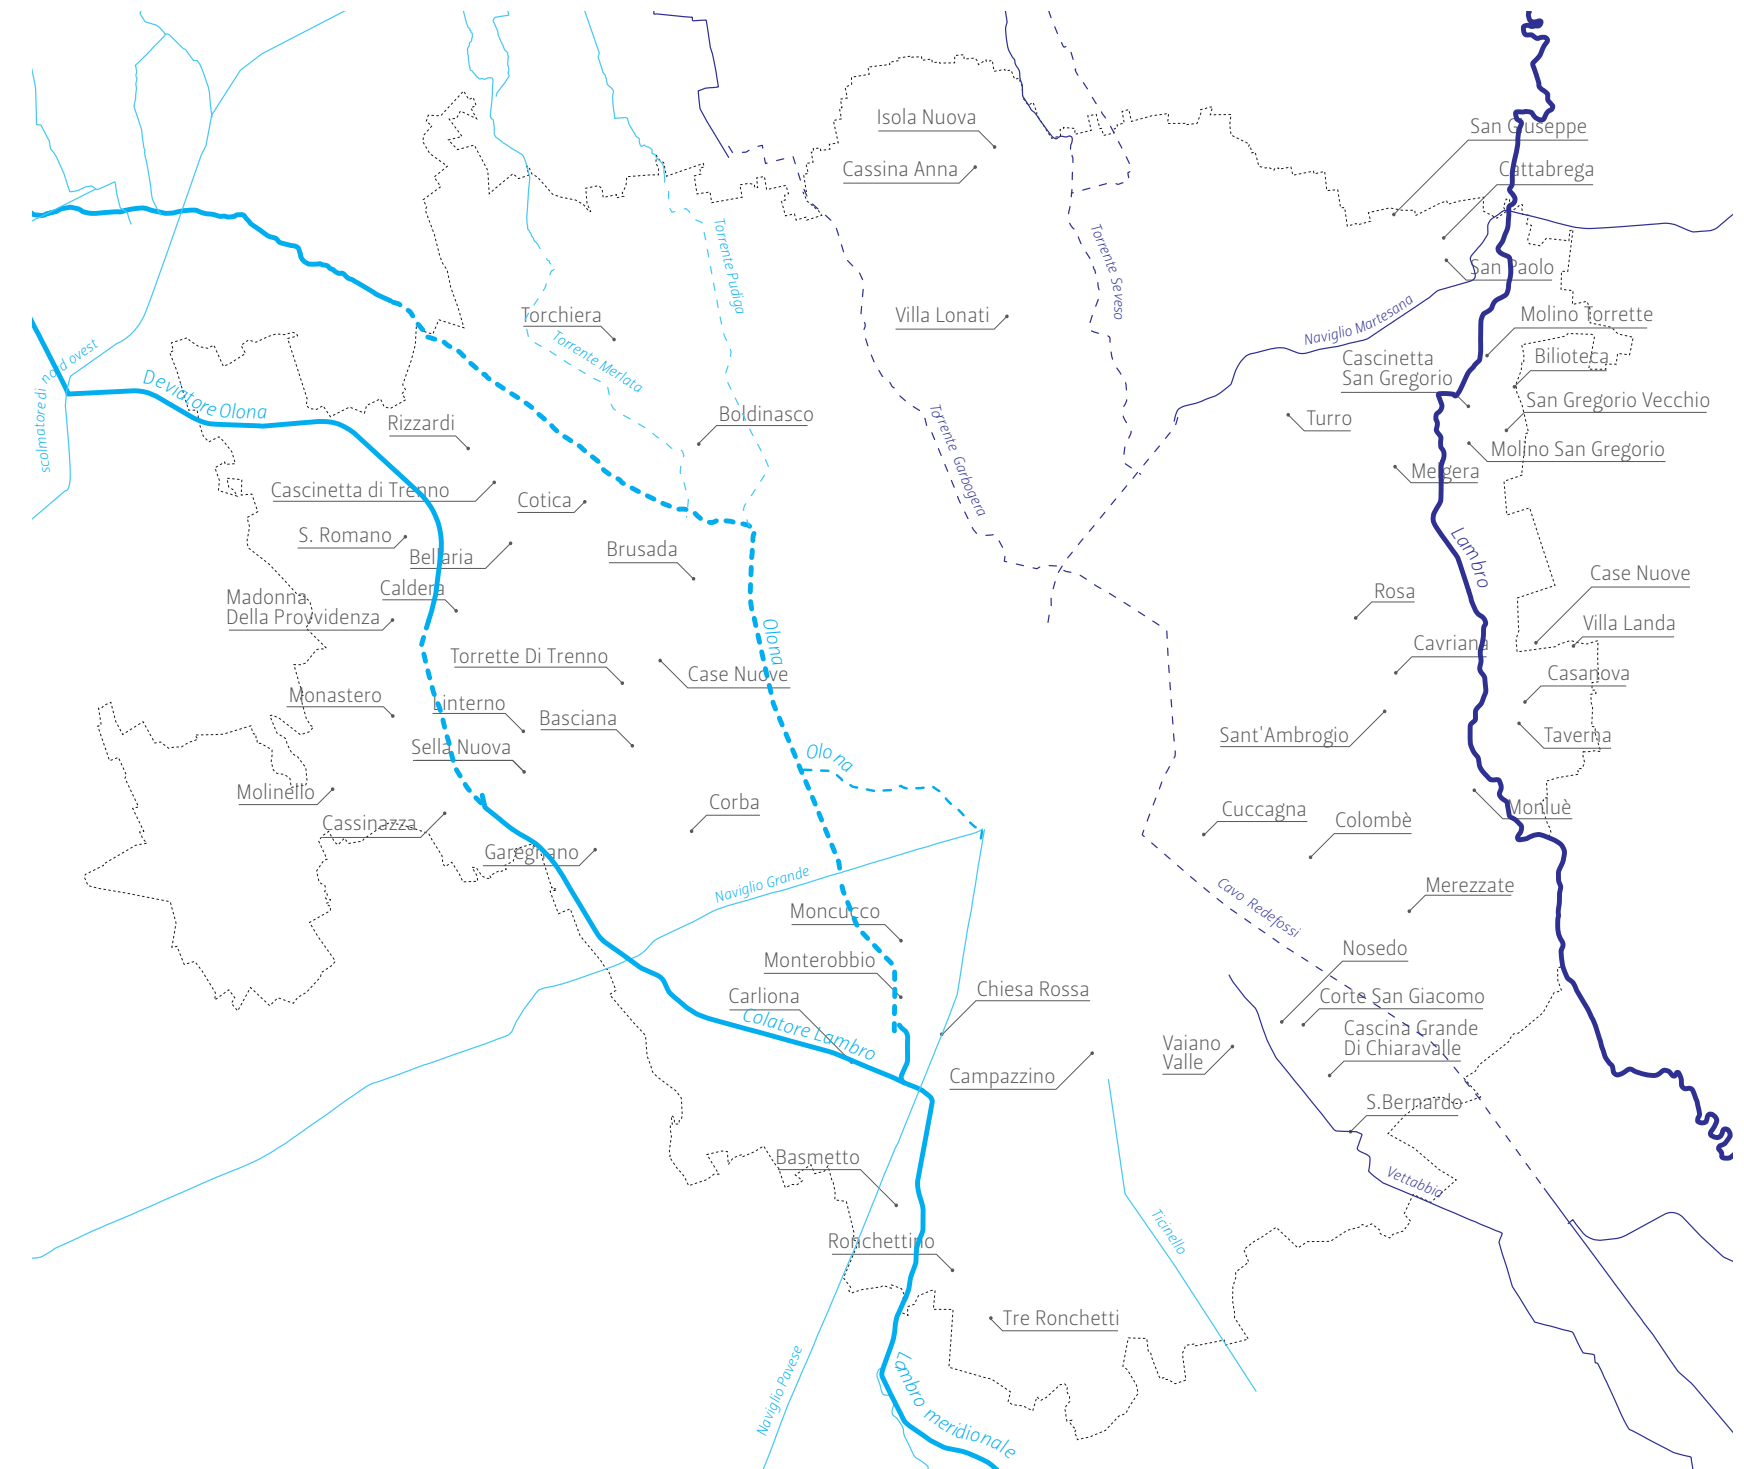 Isola Nuova
San Giuseppe
Cassina Anna
Cattabrega
Torrente Pudiga
Torrente Seveso
San Paolo
Torchiera
Villa Lonati
Naviglio Martesana
Molino Torrette
Torrente Merlata
Cascinetta
San Gregorio
Bilioteca
scolmatore di nord ovest
Deviatore Olona
Rizzardi
Boldinasco
Torrente Garbogera
Turro
San Gregorio Vecchio
Molino San Gregorio
Melgera
Cascinetta di Trenno
Cotica
S. Romano
Bellaria
Brusada
Lambro
Caldera
Madonna
Della Provvidenza
Rosa
Case Nuove
Villa Landa
Olona
Torrette Di Trenno
Case Nuove
Cavriana
Casanova
Monastero
Linterno
Basciana
Sant'Ambrogio
Taverna
Sella Nuova
Olona
Molinello
Corba
Cuccagna
Colombè
Monluè
Cassinazza
Garegnano
Naviglio Grande
Merezzate
Cavo Redefossi
Moncucco
Monterobbio
Nosedo
Carliona
Chiesa Rossa
Corte San Giacomo
Colatore Lambro
Vaiano
Valle
Cascina Grande
Di Chiaravalle
Campazzino
S.Bernardo
Basmetto
Vettabbia
Ticinello
Ronchettino
Tre Ronchetti
Naviglio Pavese
Lambro meridionale